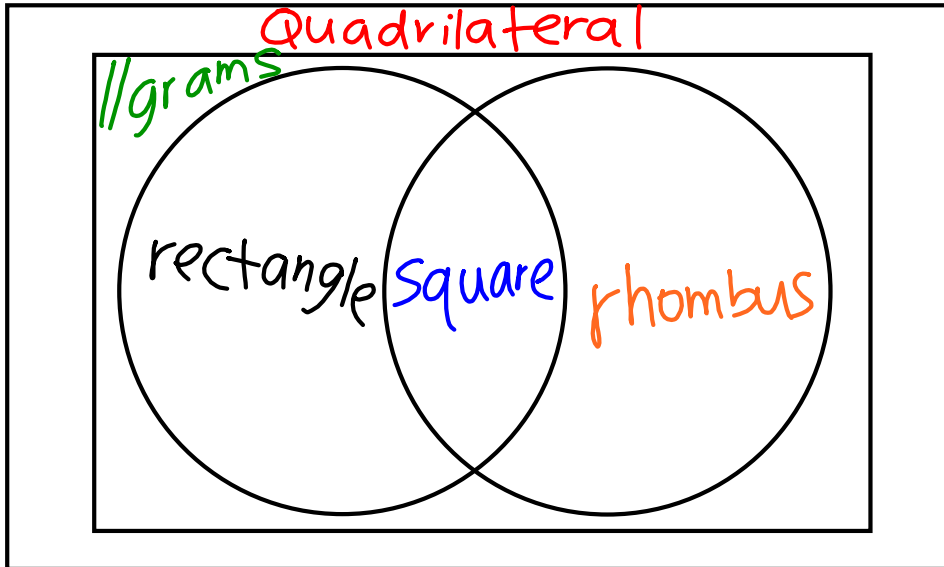 Quadrilateral
//grams
rectangle
square
rhombus